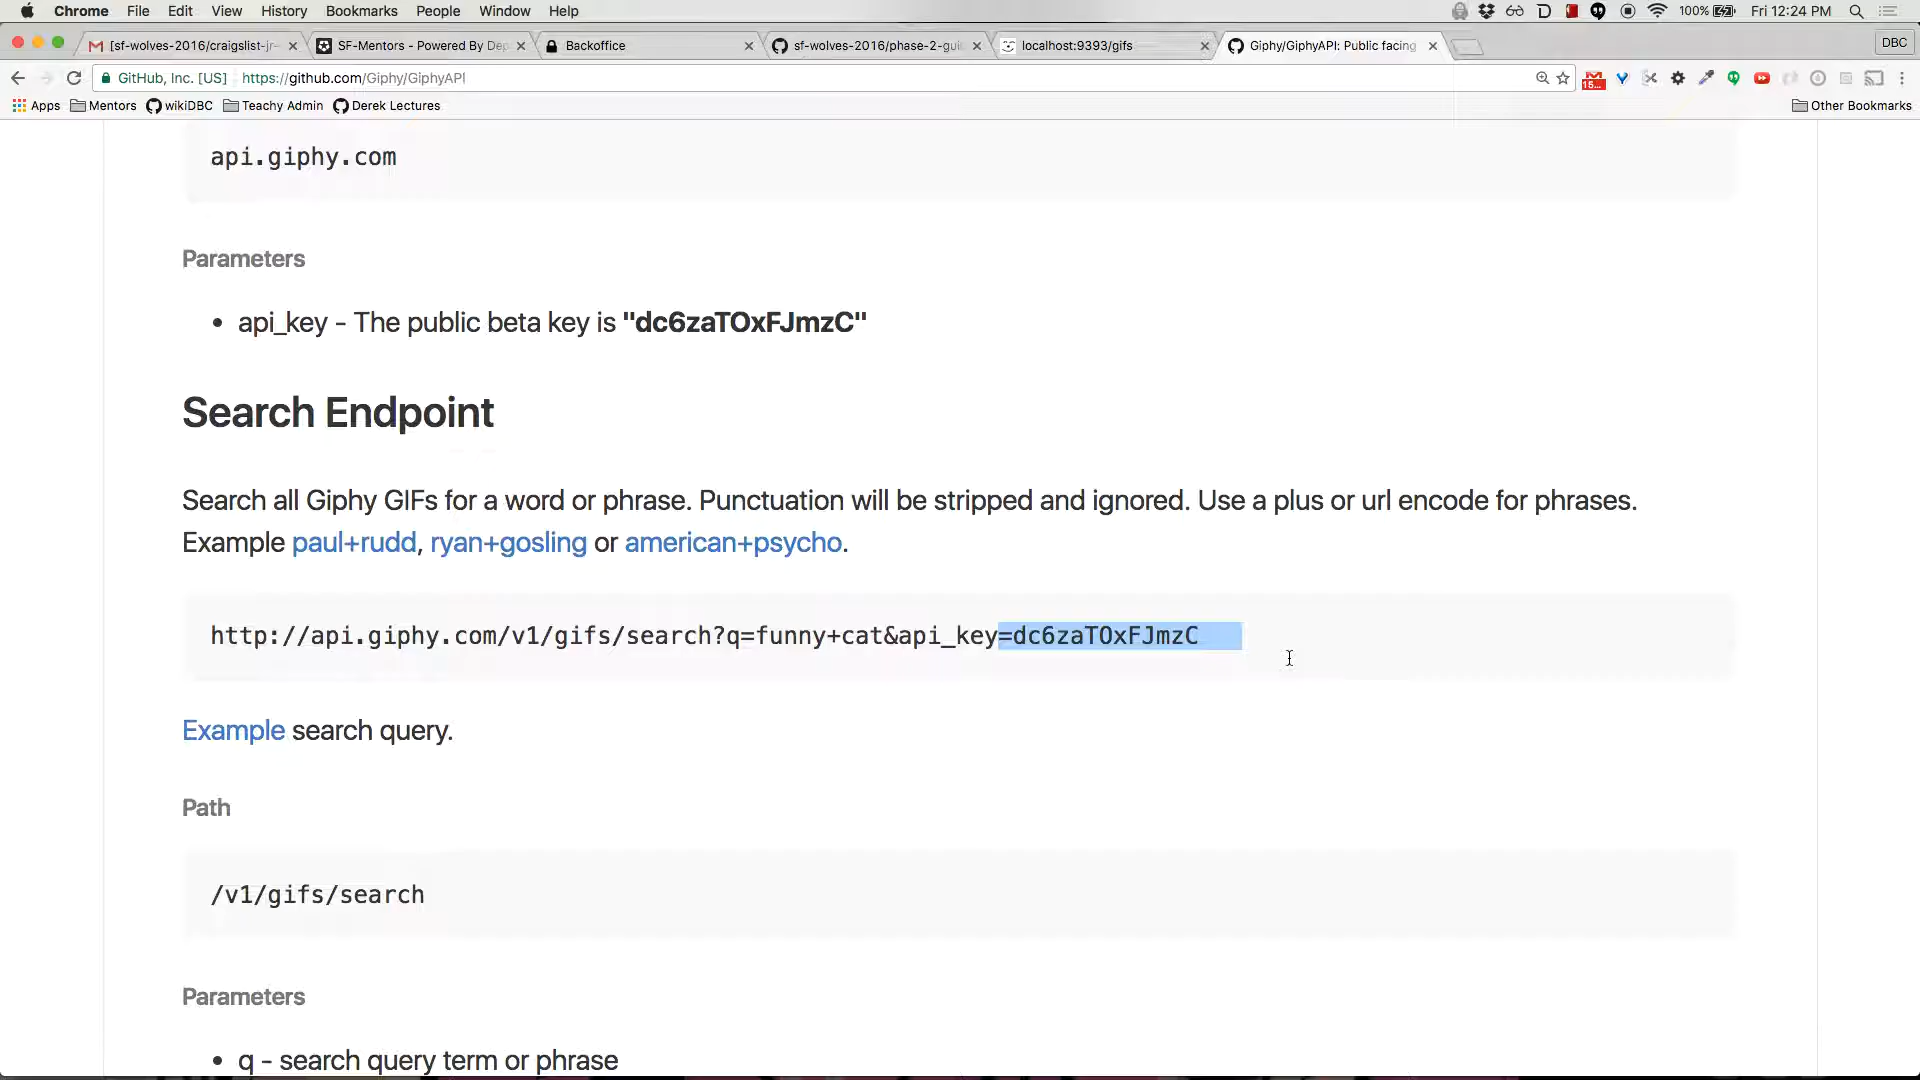 Chrome File Edit View History Bookmarks People Window Help 100% Fri 12:24 PM
[sf-wolves-2016/craigslist-jr- SF-Mentors - Powered By De Backoffice sf-wolves-2016/phase-2-gui localhost:9393/gifs Giphy/GiphyAPI: Public facing DBC
GitHub, Inc. [US] https://github.com/Giphy/GiphyAPI
Apps Mentors wikiDBC Teachy Admin Derek Lectures Other Bookmarks
api.giphy.com
Parameters
• api_key - The public beta key is "dc6zaTOxFJmzC"
Search Endpoint
Search all Giphy GIFs for a word or phrase. Punctuation will be stripped and ignored. Use a plus or url encode for phrases.
Example paul+rudd, ryan+gosling or american+psycho.
http://api.giphy.com/v1/gifs/search?q=funny+cat&api_key=dc6zaTOxFJmzC
Example search query.
Path
/v1/gifs/search
Parameters
• q - search query term or phrase